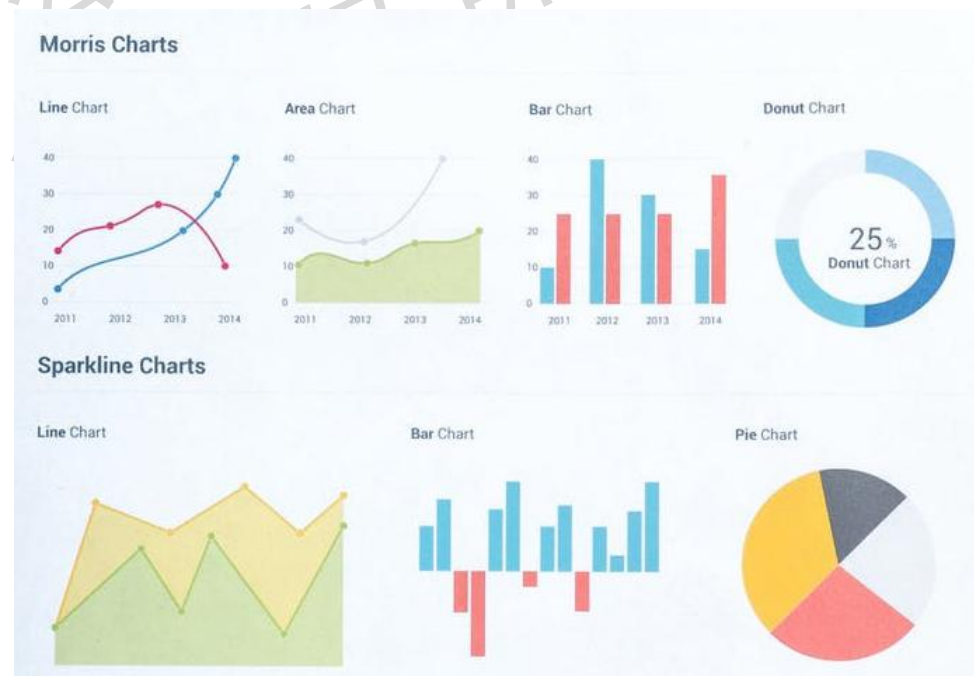 Morris Charts
Line Chart
40
30
20
10
0
2011 2012 2013 2014
Area Chart
40
30
20
10
0
2011 2012 2013 2014
Bar Chart
40
30
20
10
0
2011 2012 2013 2014
Donut Chart
25%
Donut Chart
Sparkline Charts
Line Chart
Bar Chart
Pie Chart